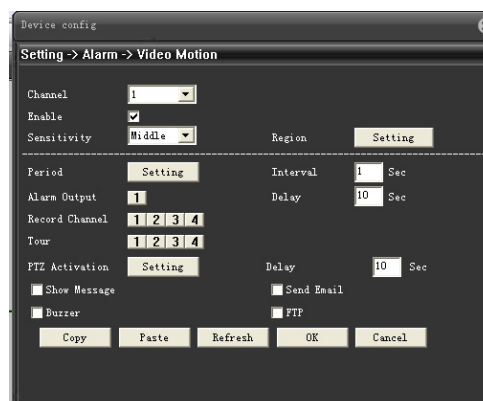 Device config
Setting -> Alarm -> Video Motion
Channel 1
Enable
Sensitivity Middle Region Setting
Period Setting Interval 1 Sec
Alarm Output 1 Delay 10 Sec
Record Channel 1 2 3 4
Tour 1 2 3 4
PTZ Activation Setting Delay 10 Sec
Show Message Send Email
Buzzer FTP
Copy Paste Refresh OK Cancel